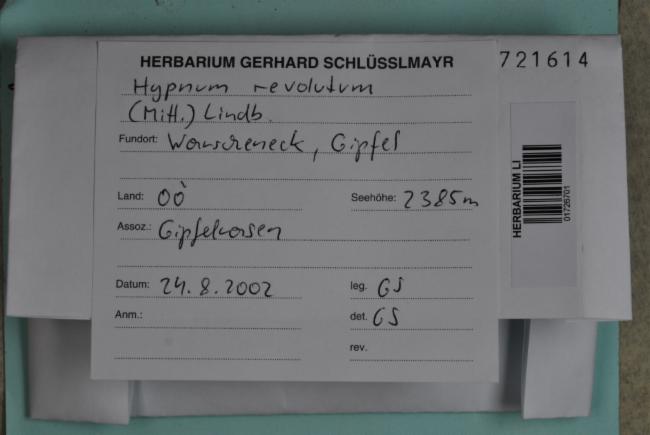 HERBARIUM GERHARD SCHLÜSSLMAYR
721614
Hypnum revolutum
(Mitt.) Lindb.
Fundort: Warscheneck, Gipfel
Land: OÖ
Seehöhe: 2385m
Assoz.: Gipfelrasen
Datum: 24.8.2002
leg. GS
Anm.:
det. GS
rev.
HERBARIUM LI
01726701